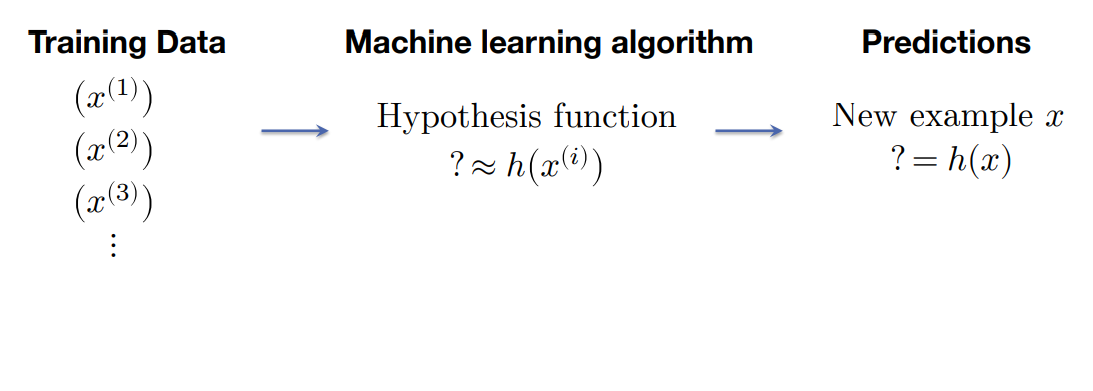 Training Data
(x^{(1)})
(x^{(2)})
(x^{(3)})
⋮
Machine learning algorithm
Hypothesis function
? ≈ h(x^{(i)})
Predictions
New example x
? = h(x)